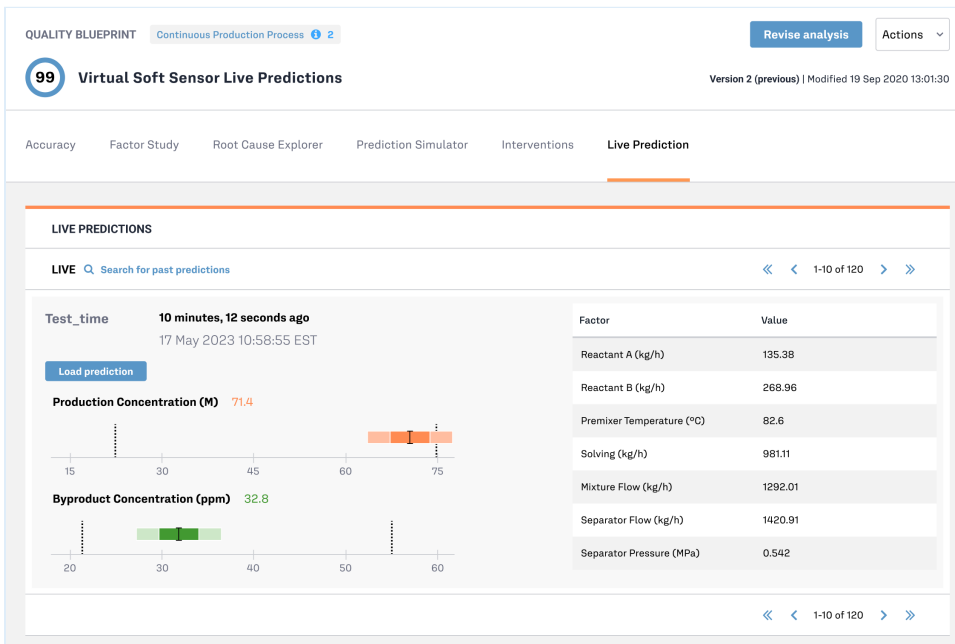 QUALITY BLUEPRINT Continuous Production Process i 2 Revise analysis Actions
99 Virtual Soft Sensor Live Predictions Version 2 (previous) | Modified 19 Sep 2020 13:01:30
Accuracy Factor Study Root Cause Explorer Prediction Simulator Interventions Live Prediction
LIVE PREDICTIONS
LIVE Search for past predictions 1-10 of 120
Test_time 10 minutes, 12 seconds ago
17 May 2023 10:58:55 EST
Load prediction
Production Concentration (M) 71.4
15 30 45 60 75
Byproduct Concentration (ppm) 32.8
20 30 40 50 60
Factor Value
Reactant A (kg/h) 135.38
Reactant B (kg/h) 268.96
Premixer Temperature (ºC) 82.6
Solving (kg/h) 981.11
Mixture Flow (kg/h) 1292.01
Separator Flow (kg/h) 1420.91
Separator Pressure (MPa) 0.542
1-10 of 120